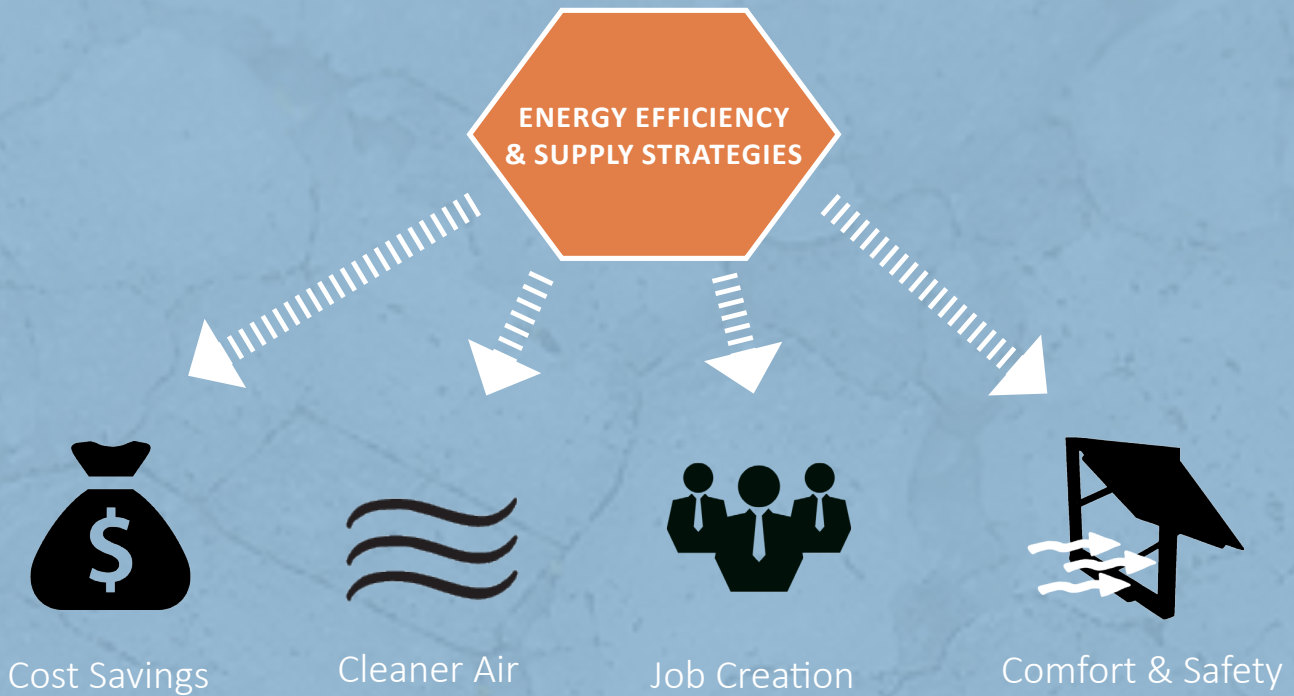 ENERGY EFFICIENCY
& SUPPLY STRATEGIES
$
Cost Savings
Cleaner Air
Job Creation
Comfort & Safety